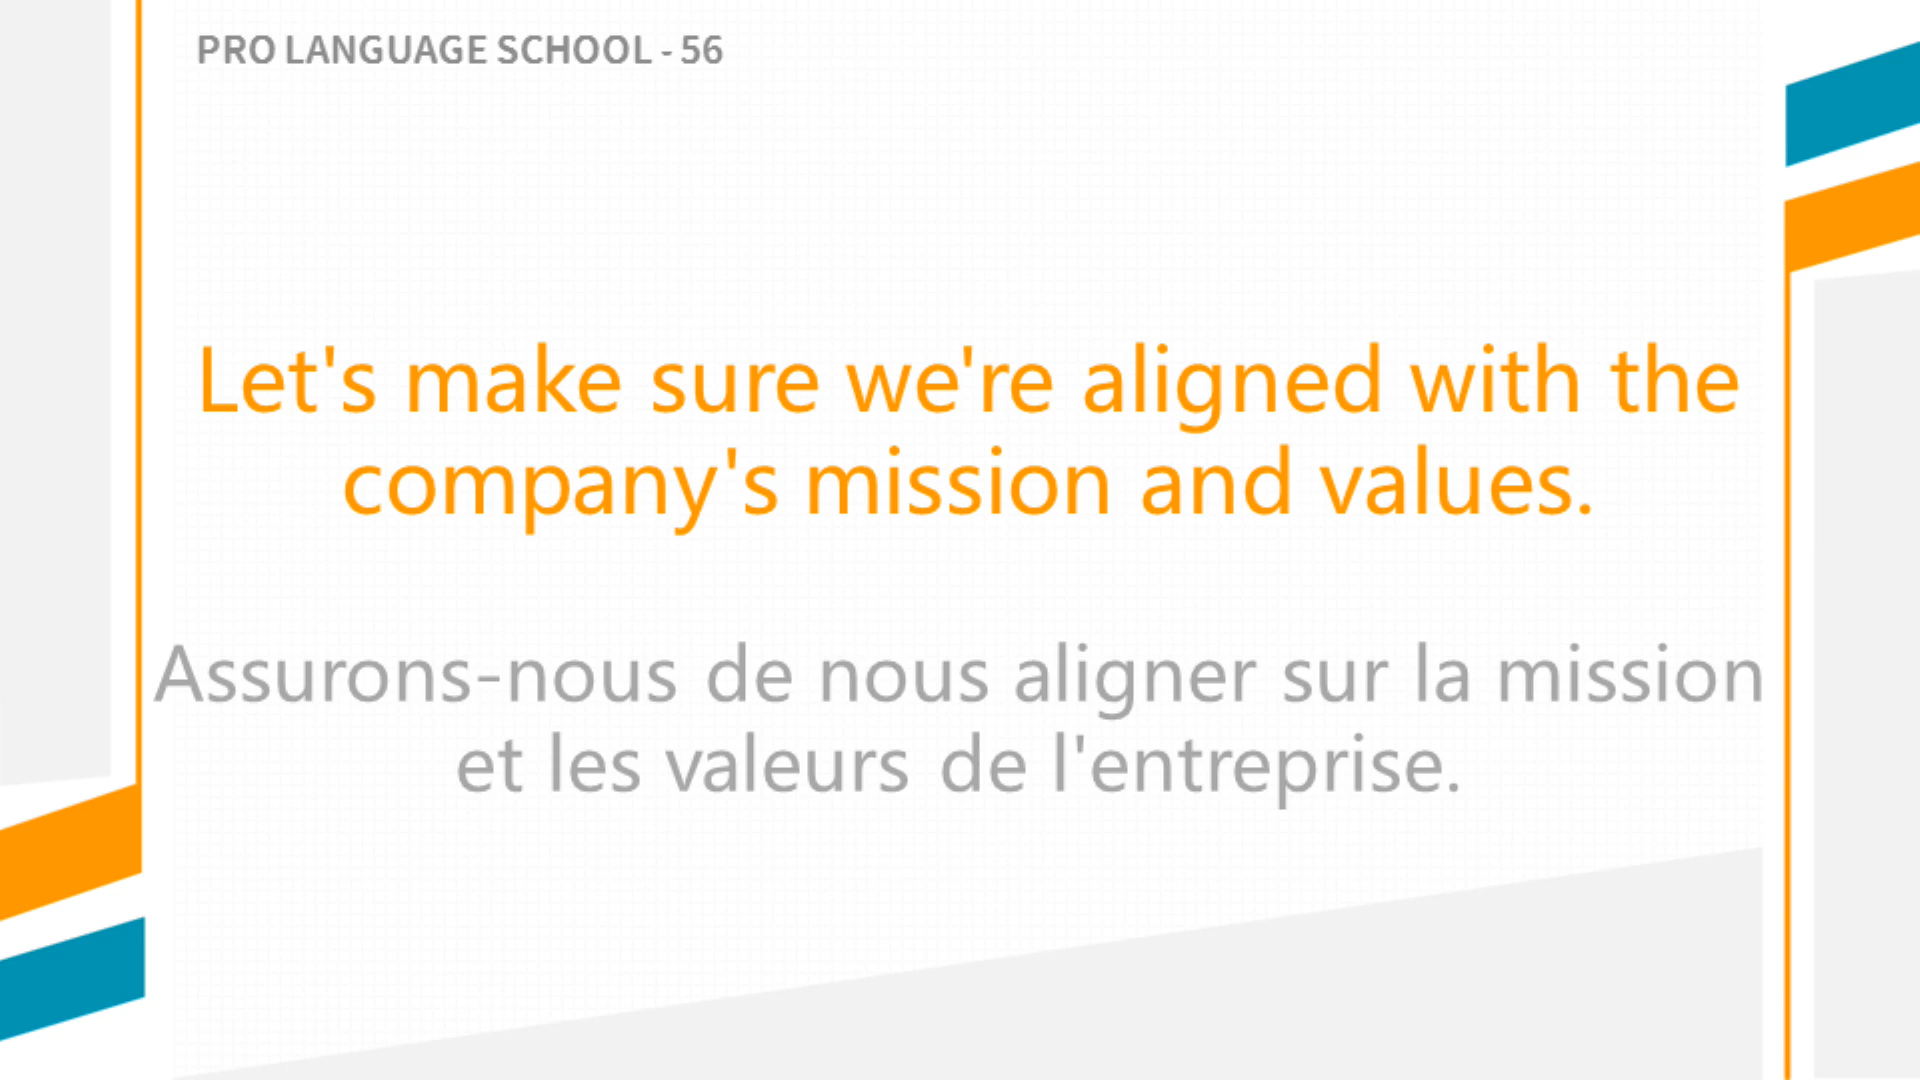 PRO LANGUAGE SCHOOL - 56
Let's make sure we're aligned with the
company's mission and values.
Assurons-nous de nous aligner sur la mission
et les valeurs de l'entreprise.